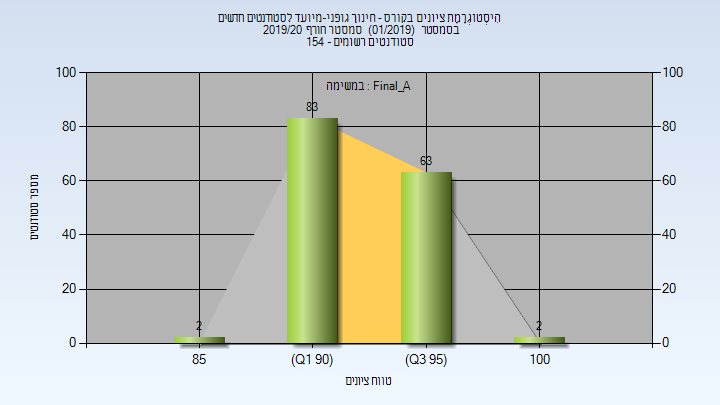 היסטוגרמת ציונים בקורס - חינוך גופני-מיועד לסטודנטים חדשים
בסמסטר (01/2019) סמסטר חורף 2019/20
סטודנטים רשומים - 154
במשימה : Final_A
100
80
60
40
20
0
מספר סטודנטים
100
80
60
40
20
0
2
83
63
2
85
(Q1 90)
(Q3 95)
100
טווח ציונים